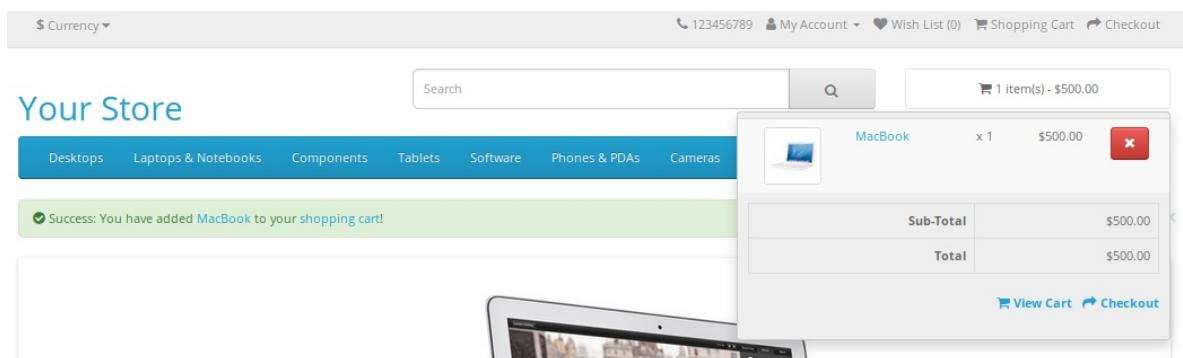 $ Currency
123456789 My Account Wish List (0) Shopping Cart Checkout
Your Store
Search
1 item(s) - $500.00
Desktops Laptops & Notebooks Components Tablets Software Phones & PDAs Cameras
MacBook x 1 $500.00
Success: You have added MacBook to your shopping cart!
Sub-Total $500.00
Total $500.00
View Cart Checkout